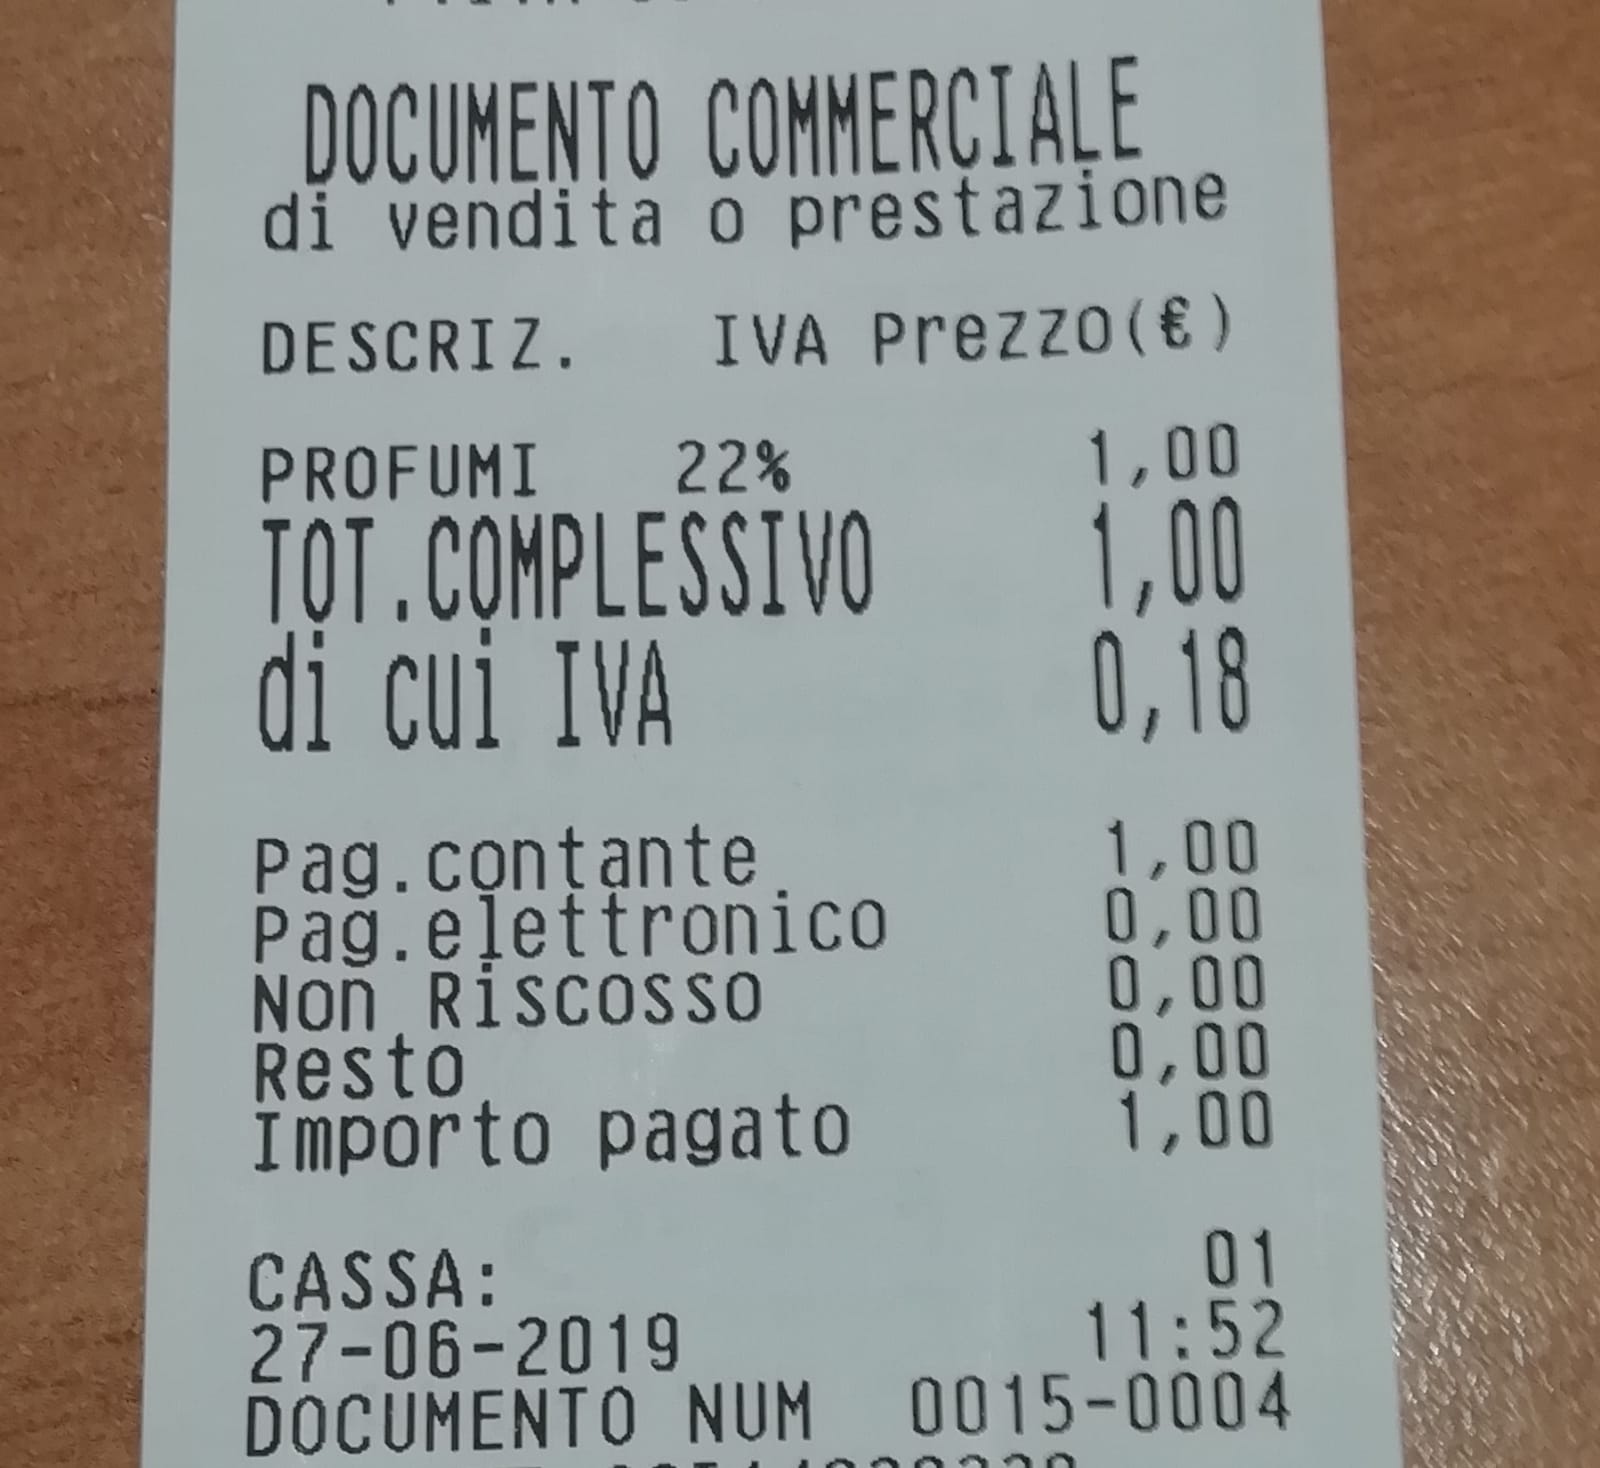 DOCUMENTO COMMERCIALE
di vendita o prestazione
DESCRIZ. IVA Prezzo(€)
PROFUMI 22% 1,00
TOT.COMPLESSIVO 1,00
di cui IVA 0,18
Pag.contante 1,00
Pag.elettronico 0,00
Non Riscosso 0,00
Resto 0,00
Importo pagato 1,00
CASSA: 01
27-06-2019 11:52
DOCUMENTO NUM 0015-0004